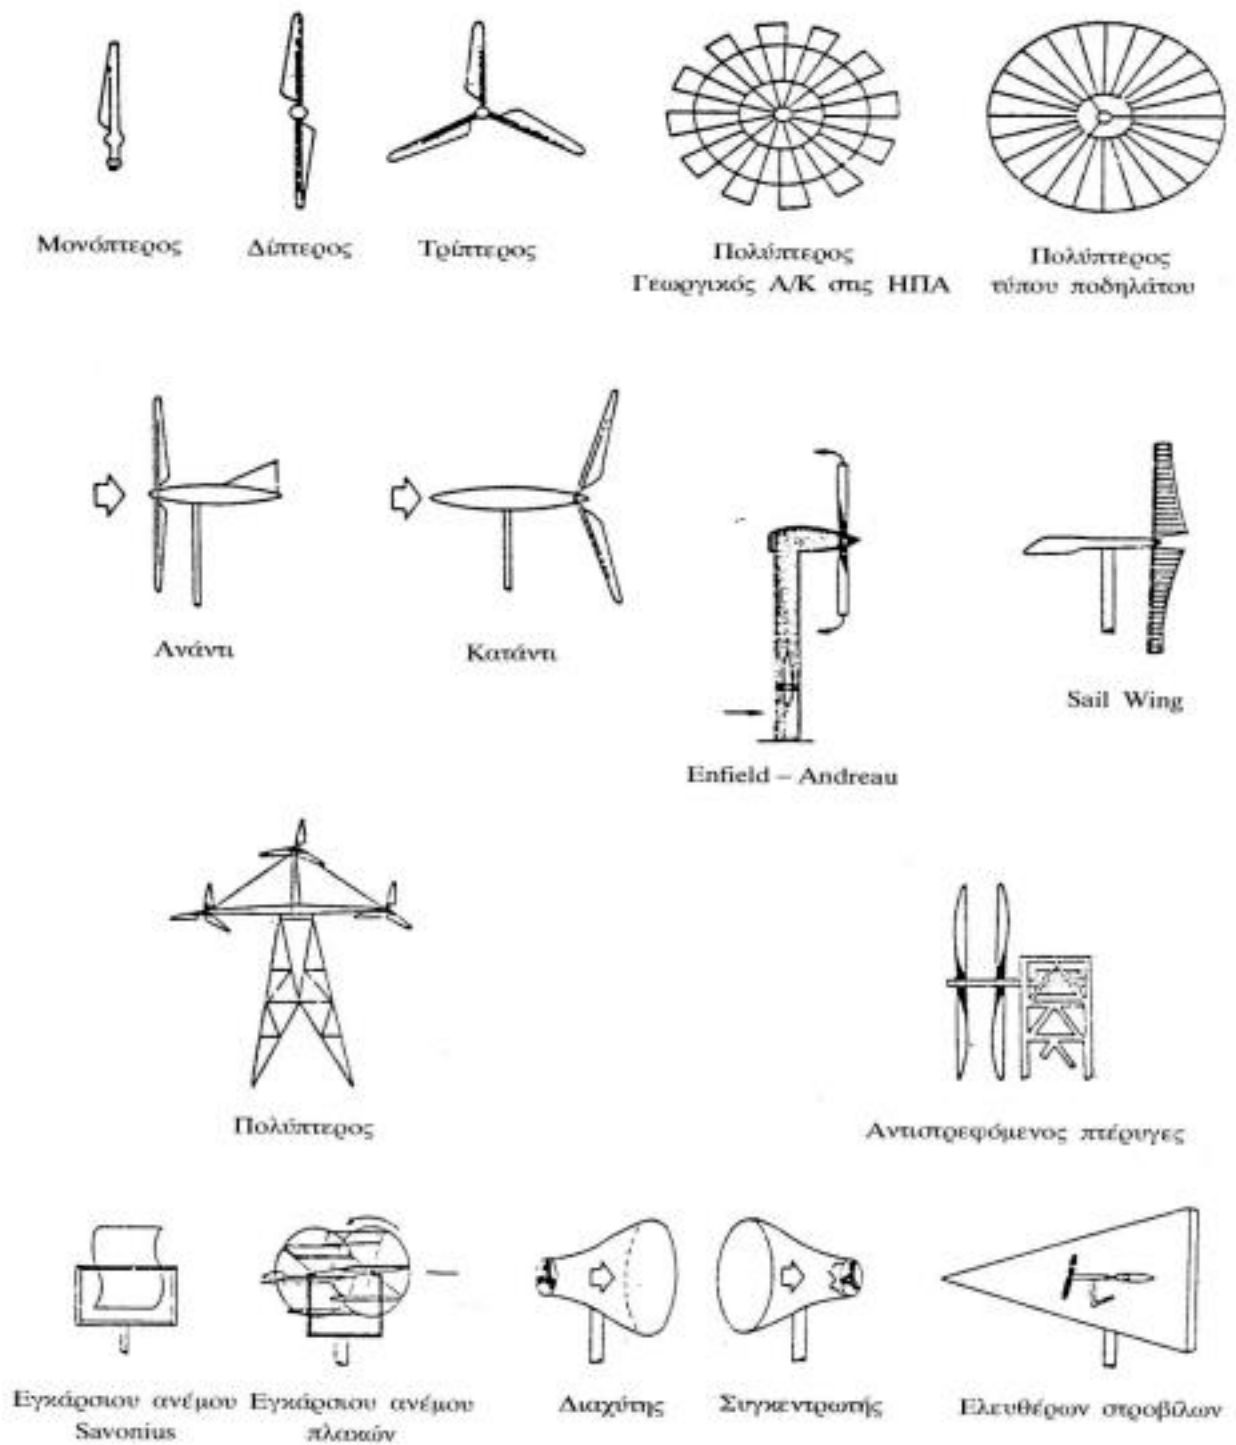 Μονόπτερος
Δίπτερος
Τρίπτερος
Πολύπτερος
Γεωργικός Α/Κ στις ΗΠΑ
Πολύπτερος
τύπου ποδηλάτου
Ανάντι
Κατάντι
Enfield – Andreau
Sail Wing
Πολύπτερος
Αντιστρεφόμενος πτέρυγες
Εγκάρσιου ανέμου
Savonius
Εγκάρσιου ανέμου
πλακών
Διαχύτης
Συγκεντρωτής
Ελευθέρων στροβίλων